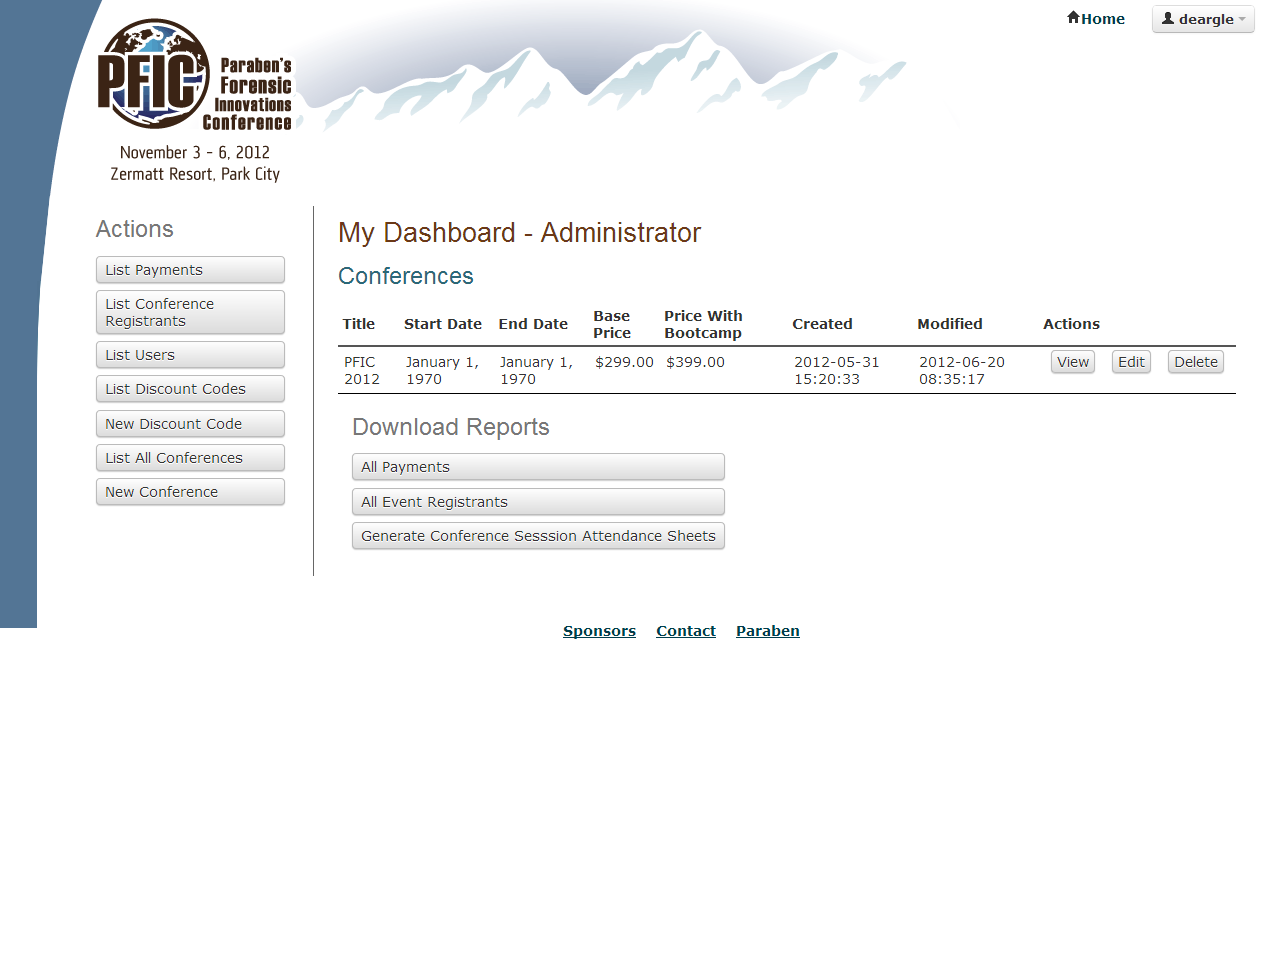 Home
deargle
PFIC
Paraben's
Forensic
Innovations
Conference
November 3 - 6, 2012
Zermatt Resort, Park City
Actions
List Payments
List Conference
Registrants
List Users
List Discount Codes
New Discount Code
List All Conferences
New Conference
My Dashboard - Administrator
Conferences
Title Start Date End Date Base Price Price With Bootcamp Created Modified Actions
PFIC 2012 January 1, 1970 January 1, 1970 $299.00 $399.00 2012-05-31 15:20:33 2012-06-20 08:35:17 View Edit Delete
Download Reports
All Payments
All Event Registrants
Generate Conference Sesssion Attendance Sheets
Sponsors Contact Paraben